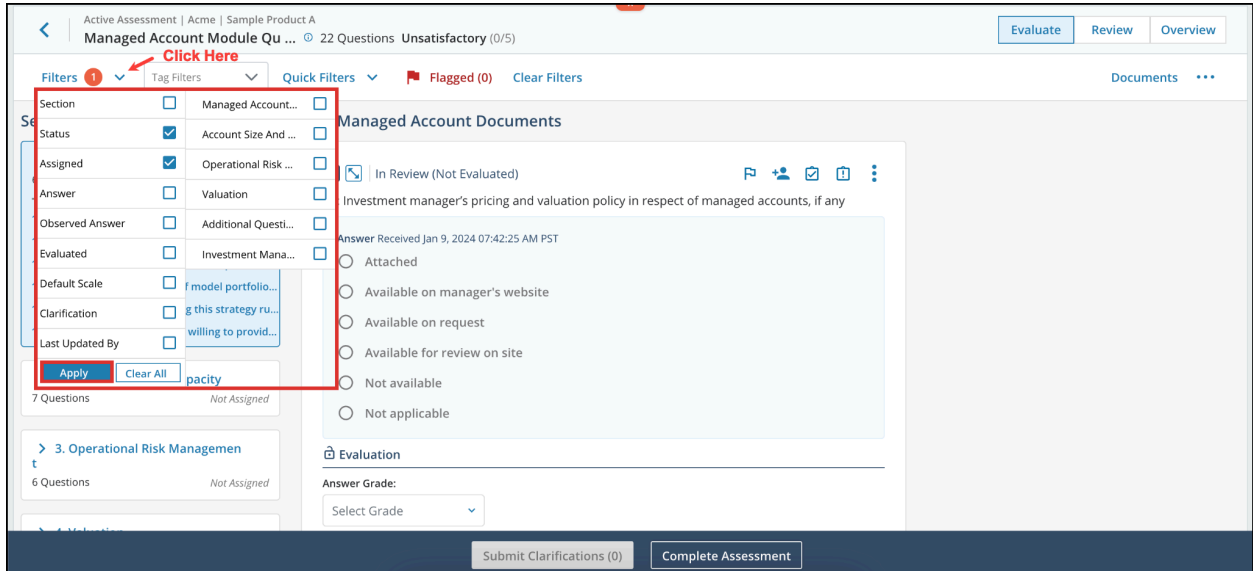 Active Assessment | Acme | Sample Product A
Managed Account Module Qu ... 22 Questions Unsatisfactory (0/5)
Evaluate Review Overview
Click Here
Filters 1 Tag Filters Quick Filters Flagged (0) Clear Filters Documents
Se
Section
Status
Assigned
Answer
Observed Answer
Evaluated
Default Scale
Clarification
Last Updated By
Apply Clear All
Managed Account...
Account Size And ...
Operational Risk ...
Valuation
Additional Questi...
Investment Mana...
f model portfolio...
g this strategy ru...
willing to provid...
pacity
7 Questions Not Assigned
3. Operational Risk Managemen
t
6 Questions Not Assigned
4. Valuation
Managed Account Documents
In Review (Not Evaluated)
Investment manager's pricing and valuation policy in respect of managed accounts, if any
Answer Received Jan 9, 2024 07:42:25 AM PST
Attached
Available on manager's website
Available on request
Available for review on site
Not available
Not applicable
Evaluation
Answer Grade:
Select Grade
Submit Clarifications (0) Complete Assessment